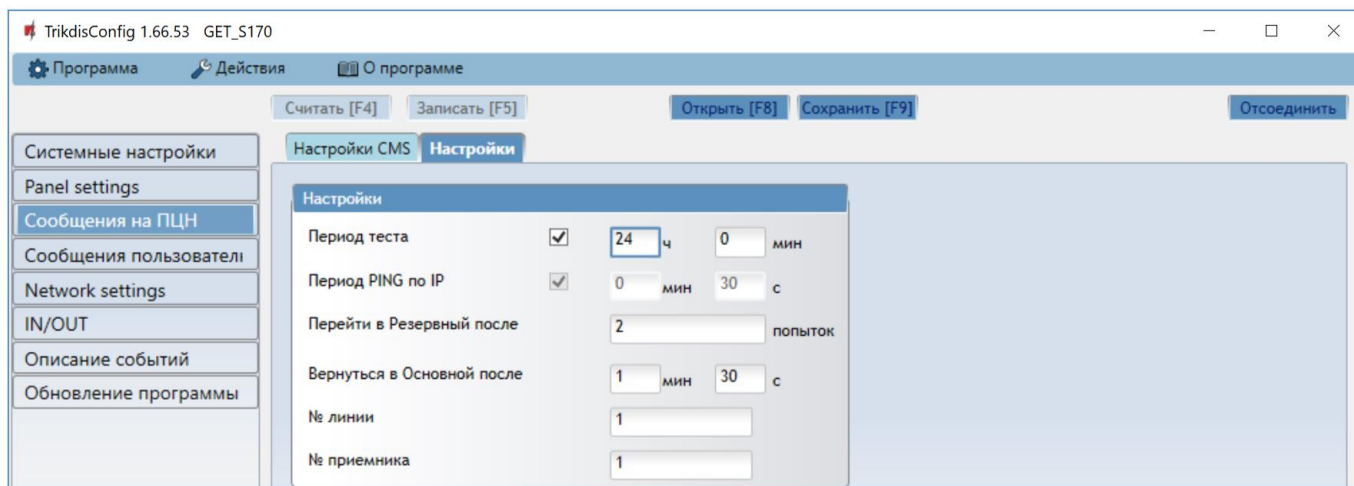 TrikdisConfig 1.66.53 GET_S170
Программа Действия О программе
Считать [F4] Записать [F5] Открыть [F8] Сохранить [F9] Отсоединить
Системные настройки
Panel settings
Сообщения на ПЦН
Сообщения пользовател
Network settings
IN/OUT
Описание событий
Обновление программы
Настройки CMS Настройки
Настройки
Период теста 24 ч 0 мин
Период PING по IP 0 мин 30 с
Перейти в Резервный после 2 попыток
Вернуться в Основной после 1 мин 30 с
№ линии 1
№ приемника 1